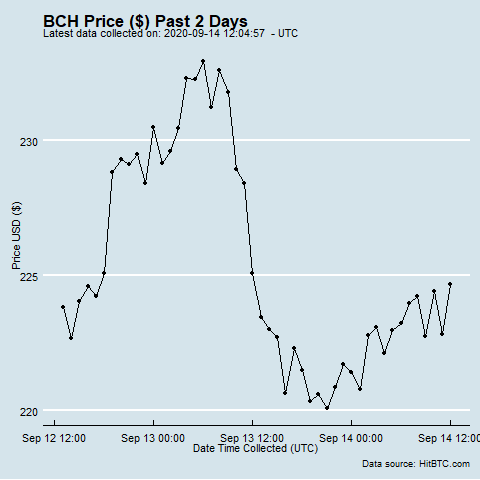 BCH Price ($) Past 2 Days
Latest data collected on: 2020-09-14 12:04:57 - UTC
Price USD ($)
230
225
220
Sep 12 12:00 Sep 13 00:00 Sep 13 12:00 Sep 14 00:00 Sep 14 12:00
Date Time Collected (UTC)
Data source: HitBTC.com